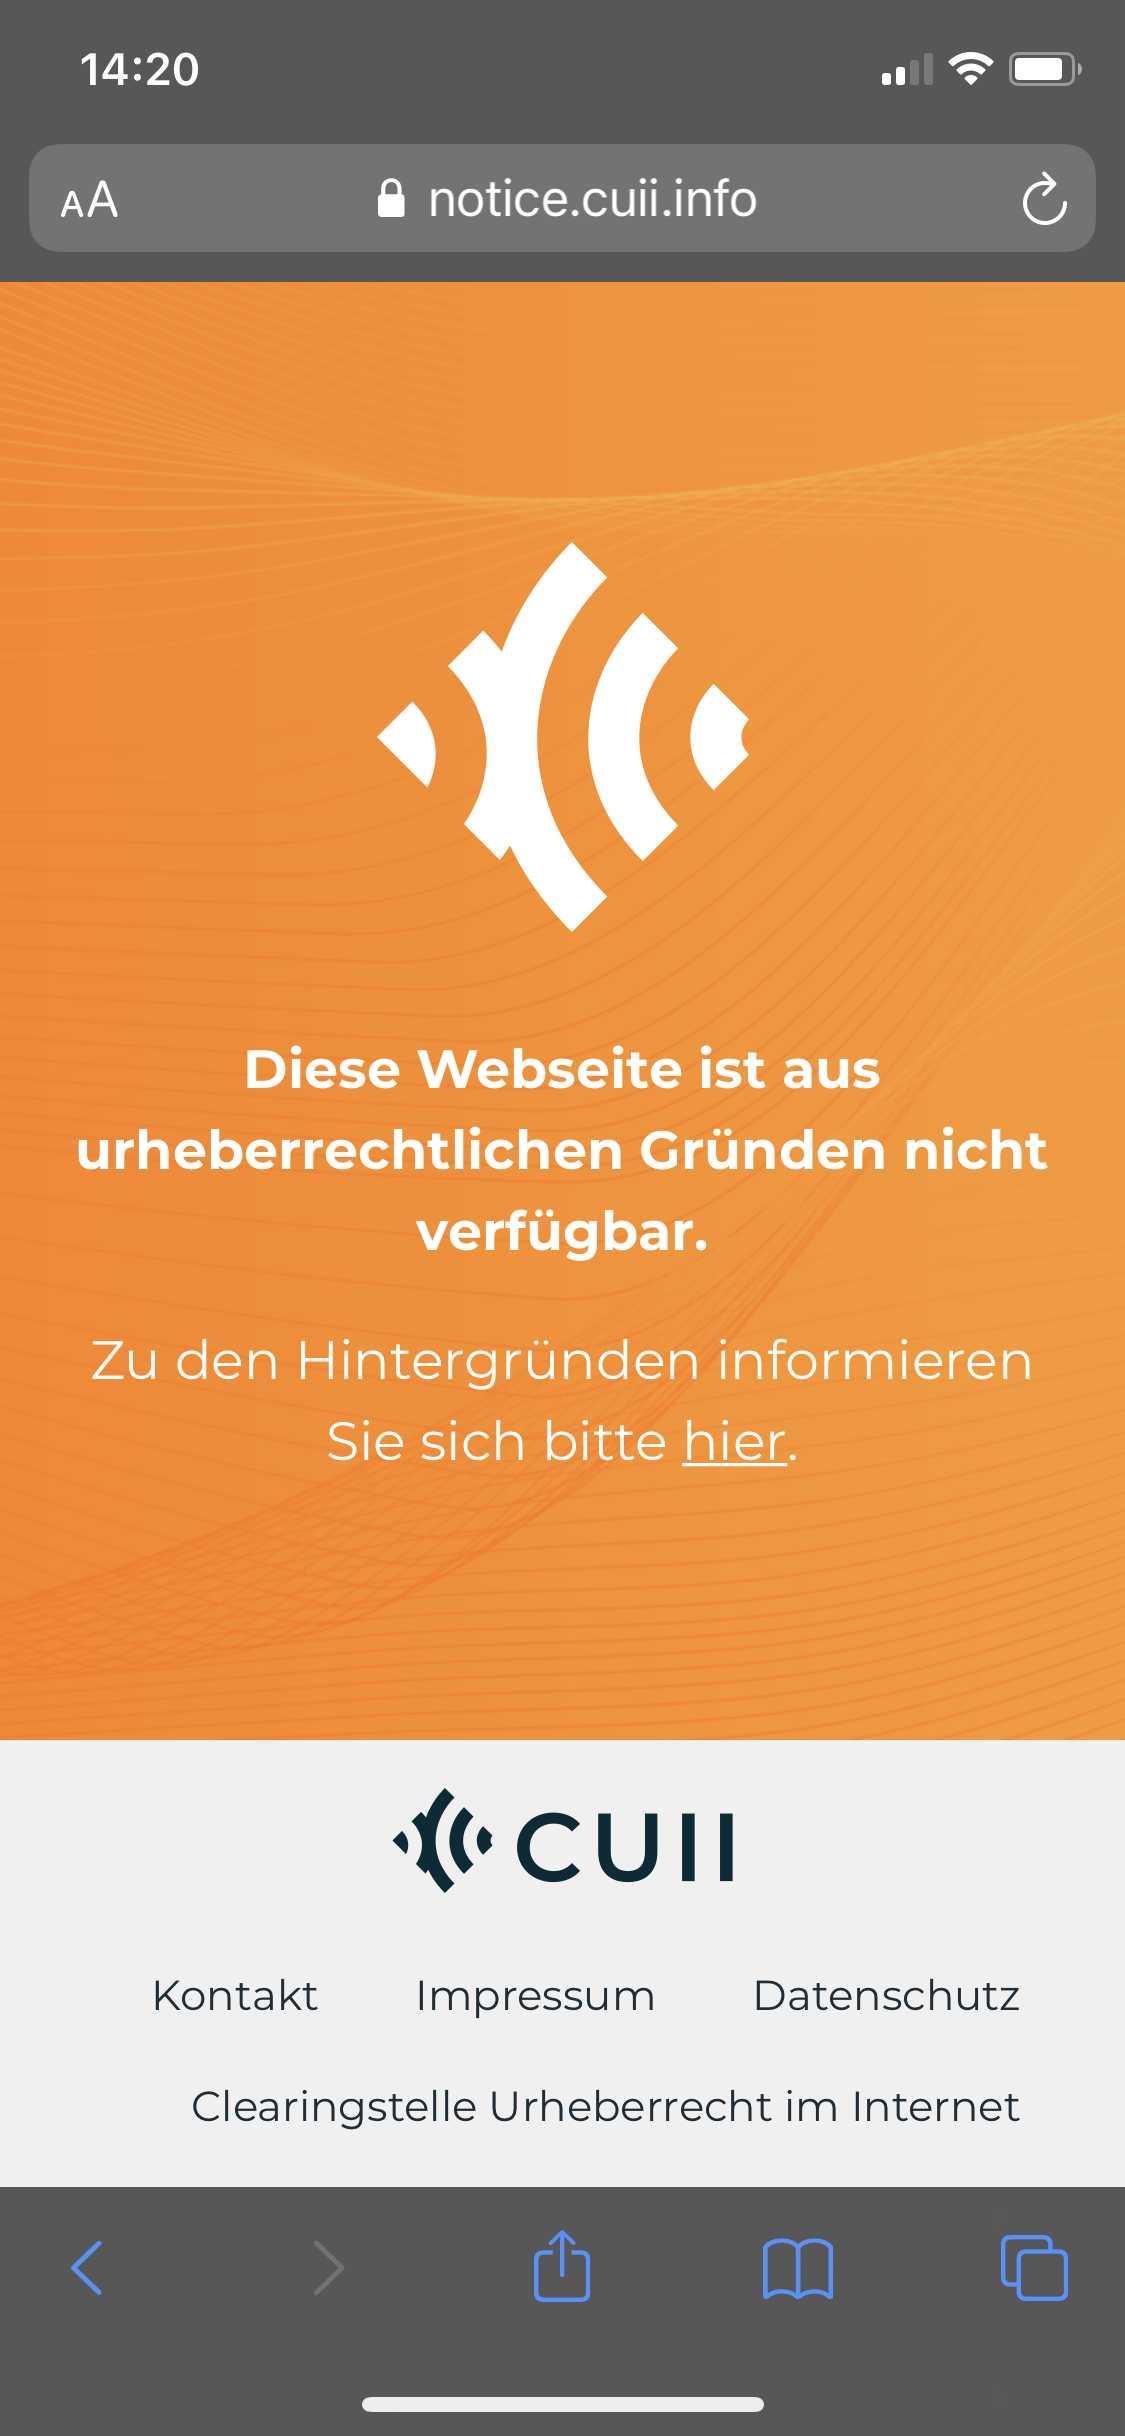 14:20
AA notice.cuii.info
Diese Webseite ist aus
urheberrechtlichen Gründen nicht
verfügbar.
Zu den Hintergründen informieren
Sie sich bitte hier.
CUII
Kontakt Impressum Datenschutz
Clearingstelle Urheberrecht im Internet